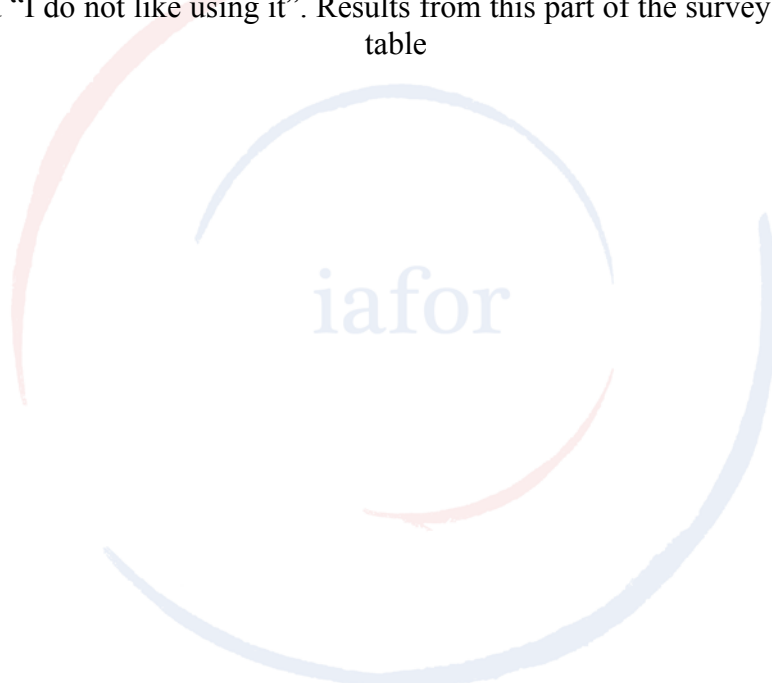 “I do not like using it”. Results from this part of the survey
table
iafor